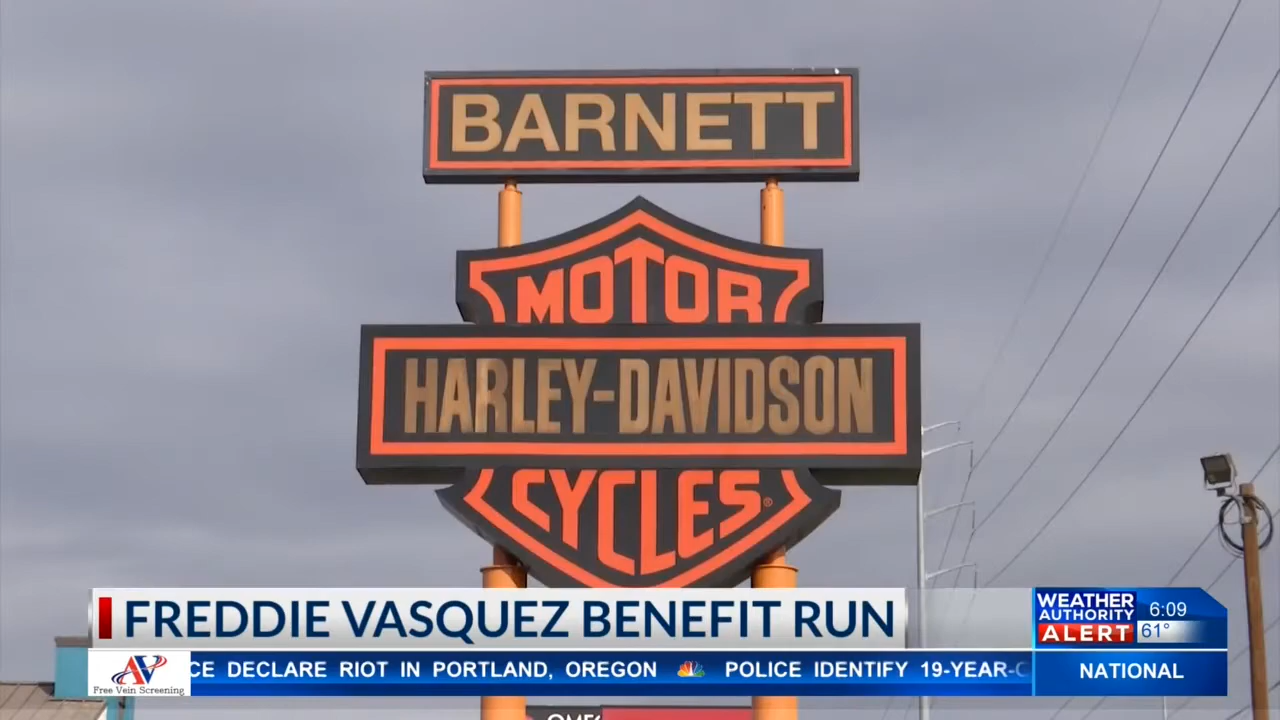 BARNETT
MOTOR
HARLEY-DAVIDSON
CYCLES®
FREDDIE VASQUEZ BENEFIT RUN
WEATHER
AUTHORITY
ALERT
6:09
61°
AV
Free Vein Screening
DECLARE RIOT IN PORTLAND, OREGON
POLICE IDENTIFY 19-YEAR-
NATIONAL